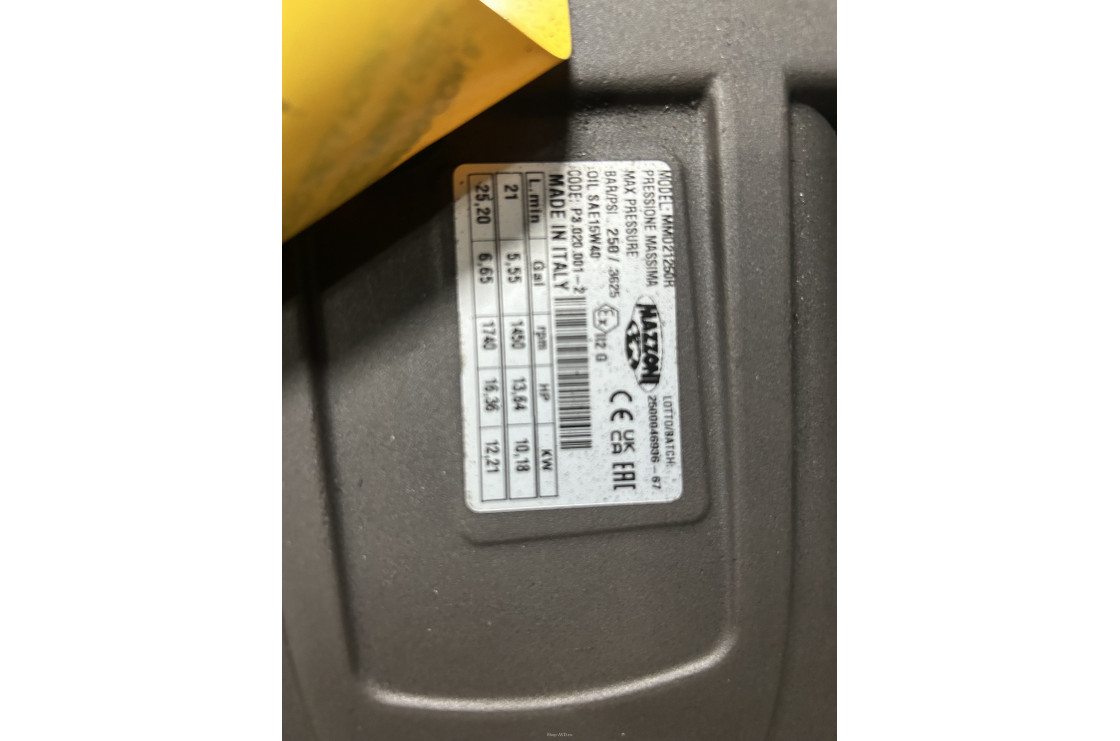 MODEL: MMD21250R
PRESSIONE MASSIMA
MAX PRESSURE
BAR/PSI. 250 / 3625
OIL SAE15W40
CODE: P3.020.001-2
MADE IN ITALY
MAZZONI
Ex II2 G
LOTTO/BATCH:
2500046936-67
CE UK CA EAC
L.min Gal rpm HP KW
21 5,55 1450 13,64 10,18
25,20 6,65 1740 16,36 12,21